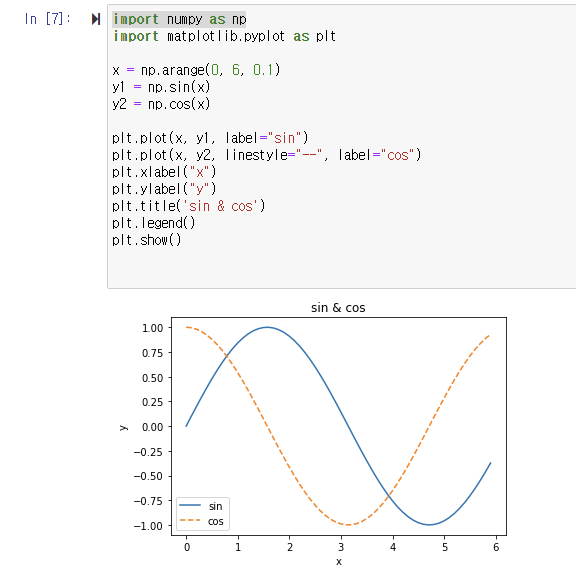 In [7]:
import numpy as np
import matplotlib.pyplot as plt
x = np.arange(0, 6, 0.1)
y1 = np.sin(x)
y2 = np.cos(x)
plt.plot(x, y1, label="sin")
plt.plot(x, y2, linestyle="--", label="cos")
plt.xlabel("x")
plt.ylabel("y")
plt.title('sin & cos')
plt.legend()
plt.show()
sin & cos
1.00
0.75
0.50
0.25
0.00
−0.25
−0.50
−0.75
−1.00
y
sin
cos
0 1 2 3 4 5 6
x